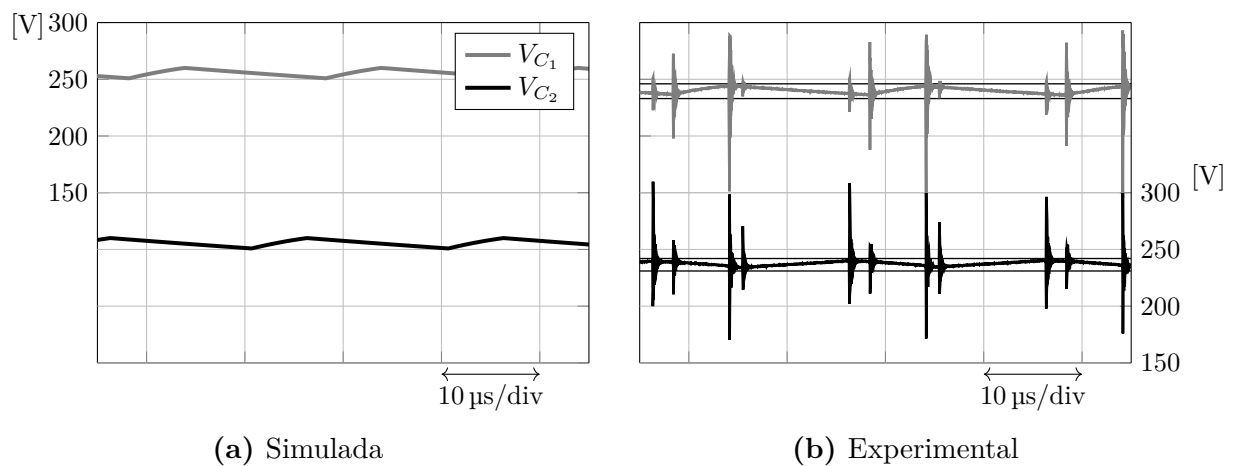 [V] 300
250
200
150
V_{C_1}
V_{C_2}
10 µs/div
(a) Simulada
[V]
300
250
200
150
10 µs/div
(b) Experimental